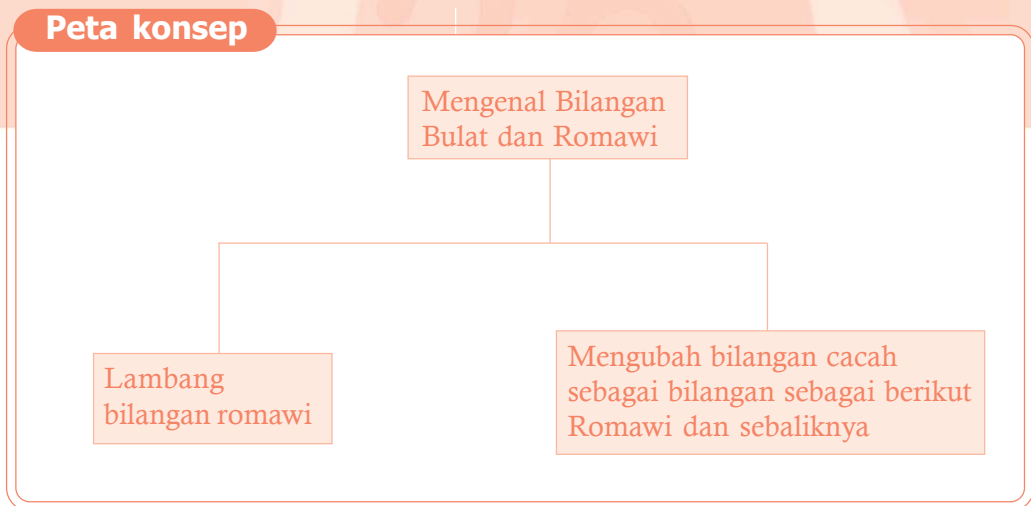 Peta konsep
Mengenal Bilangan
Bulat dan Romawi
Lambang
bilangan romawi
Mengubah bilangan cacah
sebagai bilangan sebagai berikut
Romawi dan sebaliknya